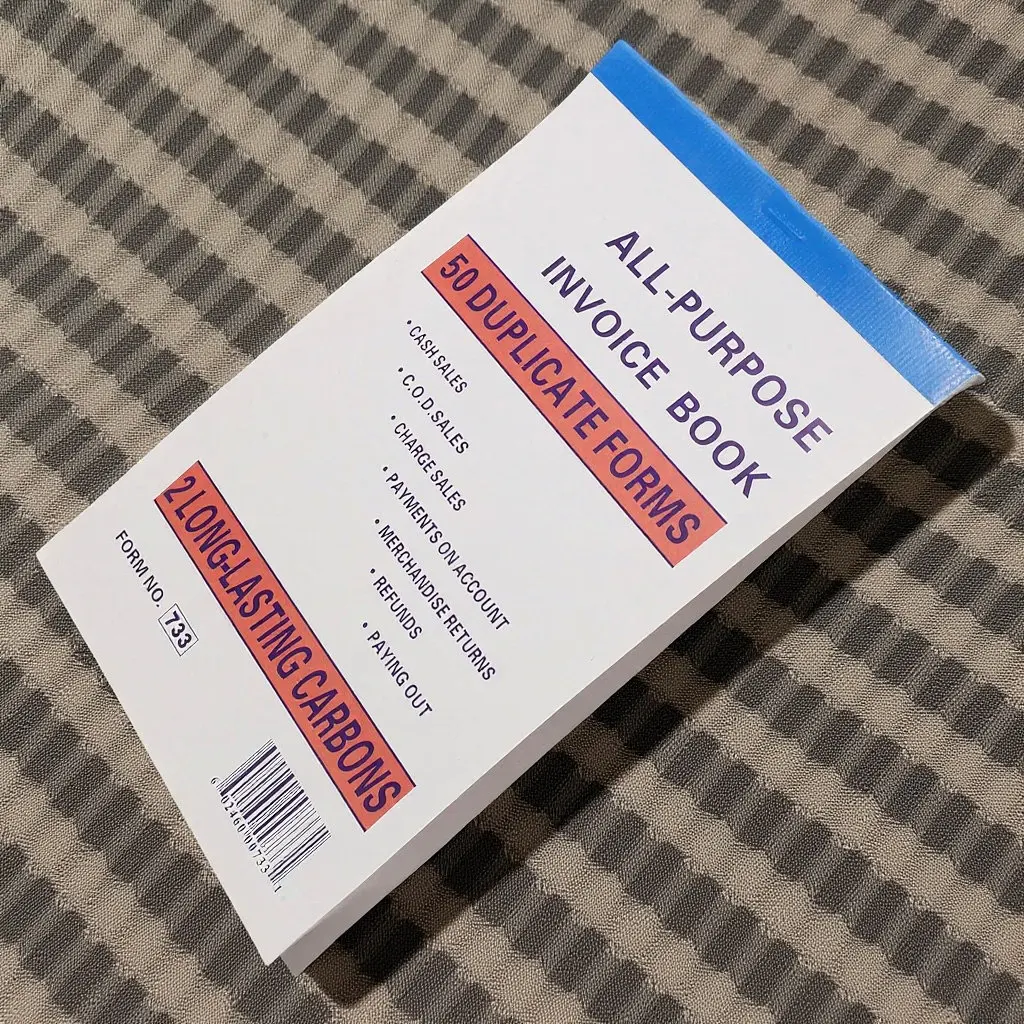 ALL-PURPOSE
INVOICE BOOK
50 DUPLICATE FORMS
• CASH SALES
• C.O.D. SALES
• CHARGE SALES
• PAYMENTS ON ACCOUNT
• MERCHANDISE RETURNS
• REFUNDS
• PAYING OUT
2 LONG-LASTING CARBONS
FORM NO. 733